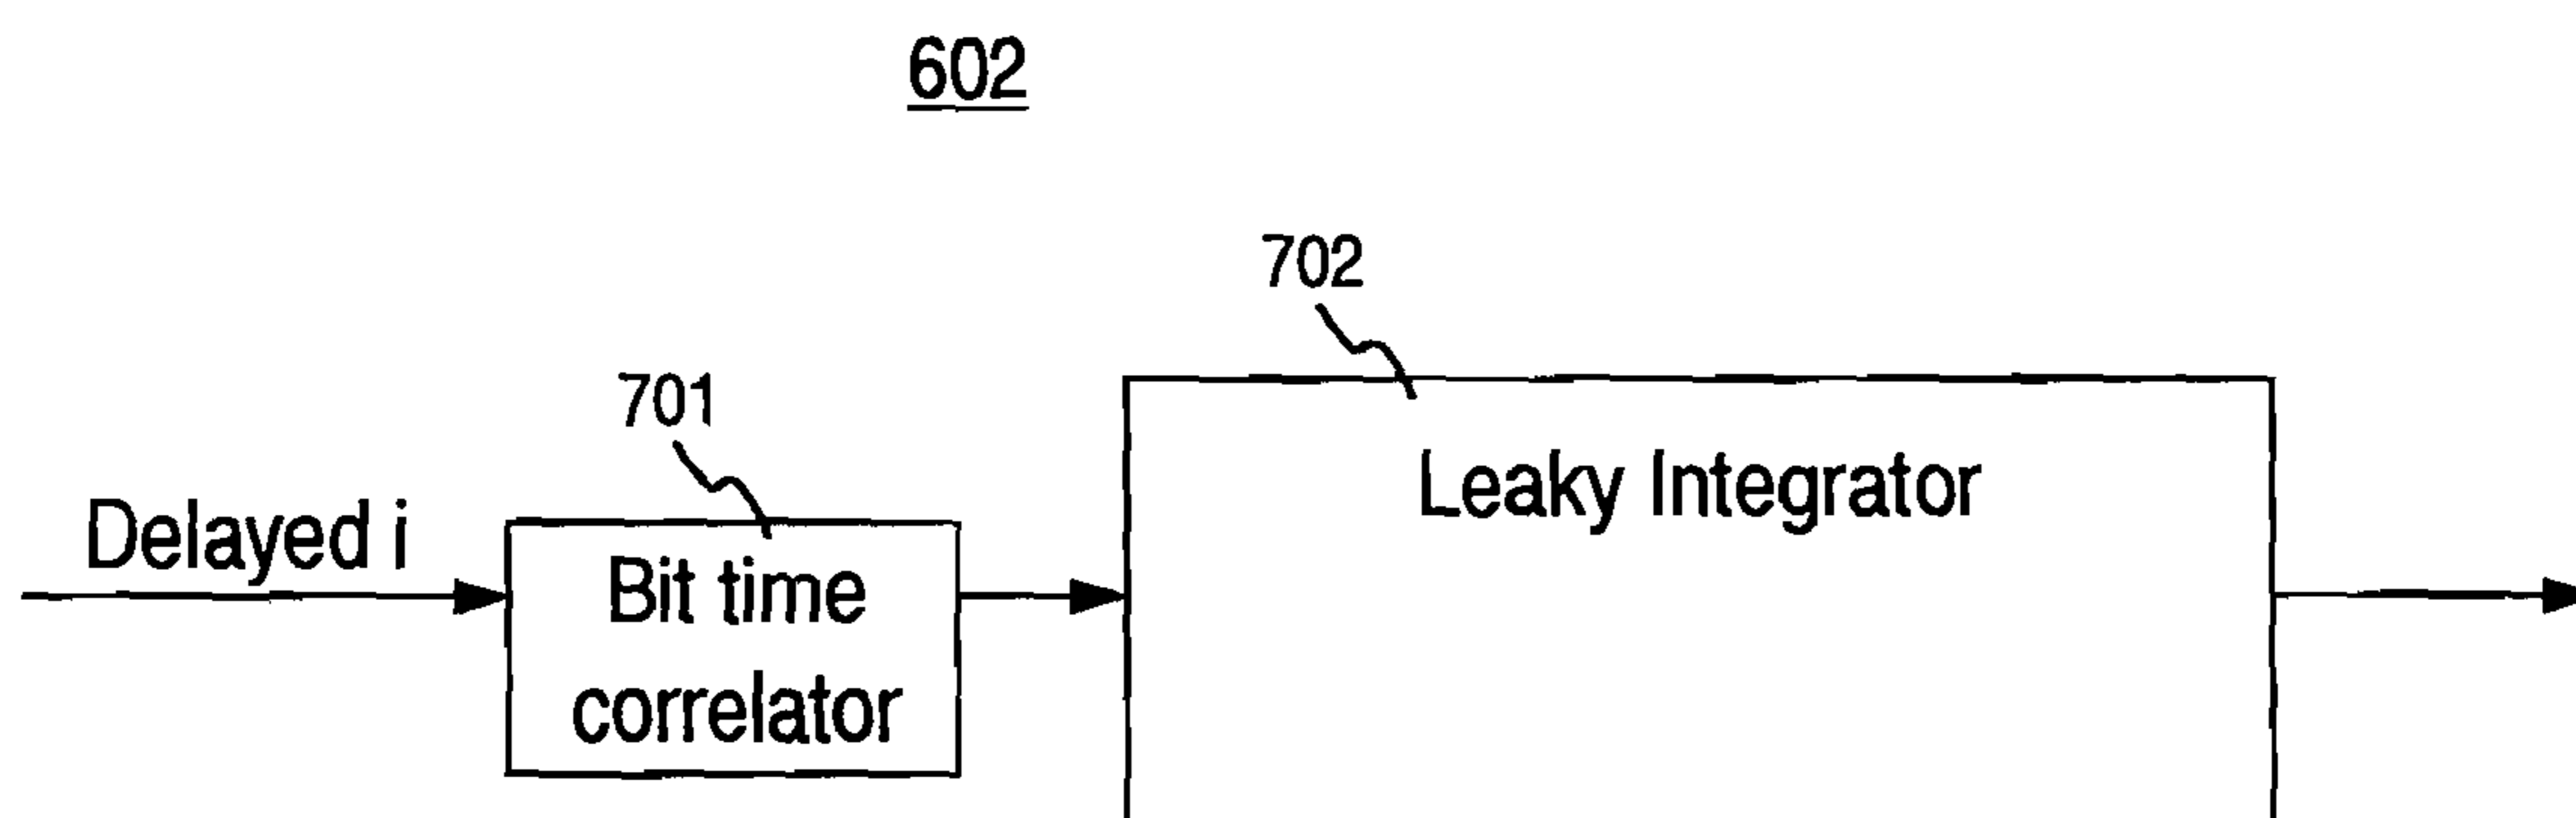 602
702
701
Leaky Integrator
Delayed i
Bit time
correlator